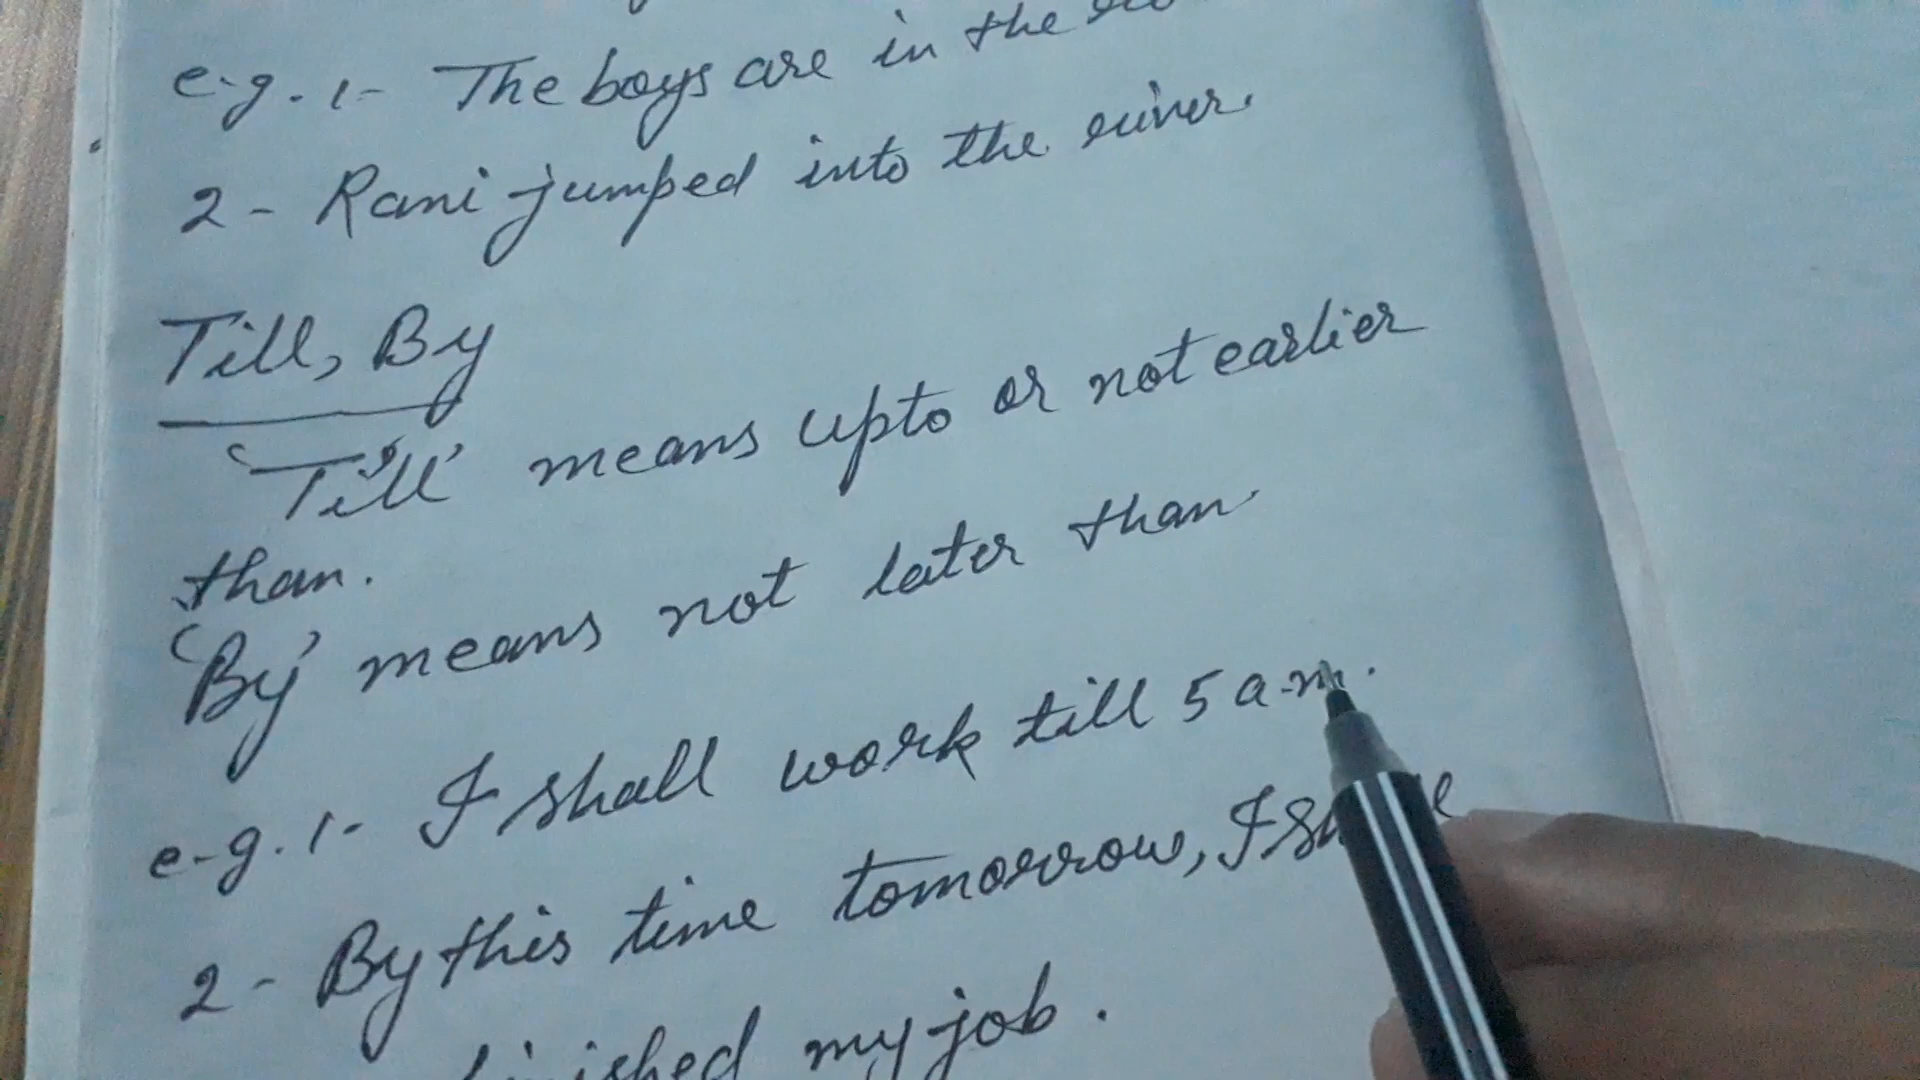 e.g. 1- The boys are in the
2- Rani jumped into the river.
Till, By
'Till' means upto or not earlier
than.
'By' means not later than
e-g. 1- I shall work till 5 a.m.
2- By this time tomorrow, I
finished my job.